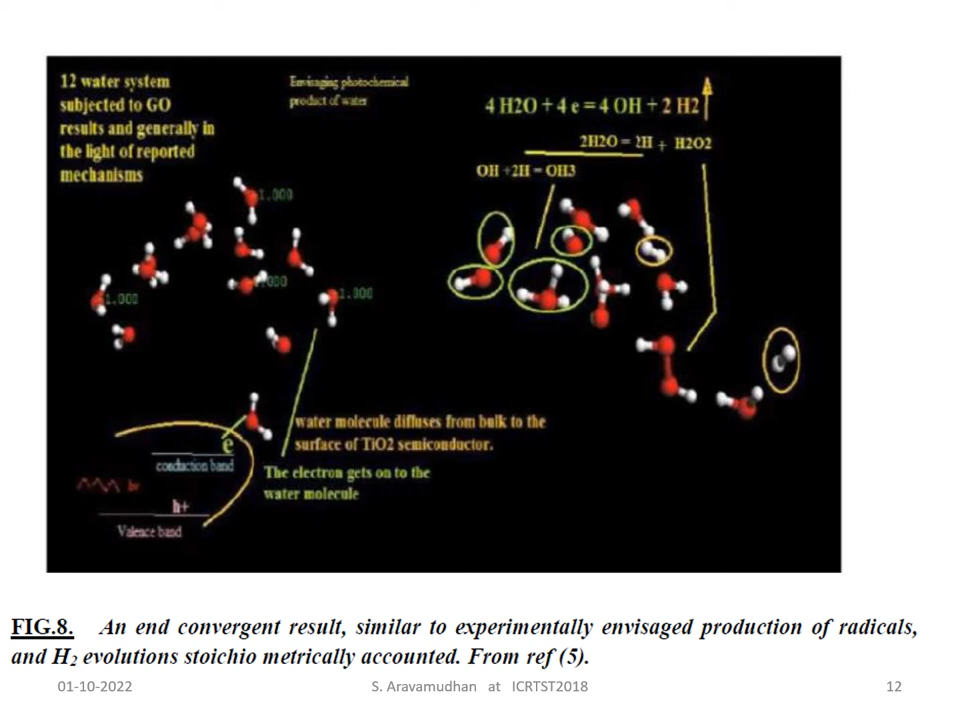 12 water system
subjected to GO
results and generally in
the light of reported
mechanisms
Envisaging photochemical
product of water
4 H2O + 4 e = 4 OH + 2 H2
2H2O = 2H + H2O2
OH +2H = OH3
1.000
1.000
1.000
water molecule diffuses from bulk to the
surface of TiO2 semiconductor.
e
conduction band
The electron gets on to the
water molecule
h+
Valence band
FIG.8. An end convergent result, similar to experimentally envisaged production of radicals,
and H2 evolutions stoichio metrically accounted. From ref (5).
01-10-2022
S. Aravamudhan at ICRTST2018
12